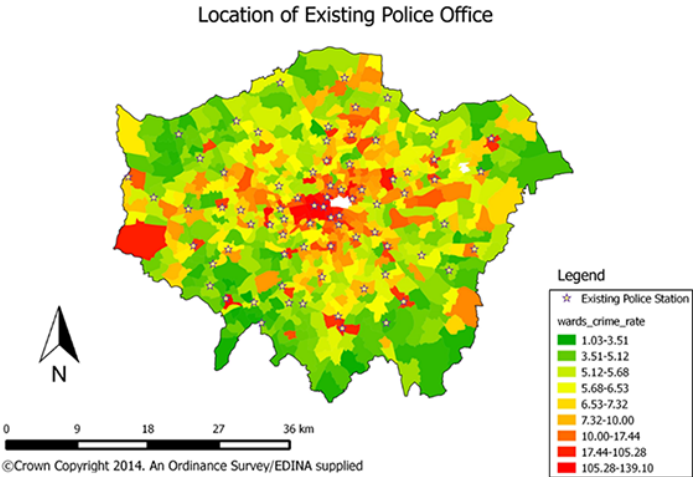 Location of Existing Police Office
Legend
Existing Police Station
wards_crime_rate
1.03-3.51
3.51-5.12
5.12-5.68
5.68-6.53
6.53-7.32
7.32-10.00
10.00-17.44
17.44-105.28
105.28-139.10
N
0 9 18 27 36 km
©Crown Copyright 2014. An Ordinance Survey/EDINA supplied